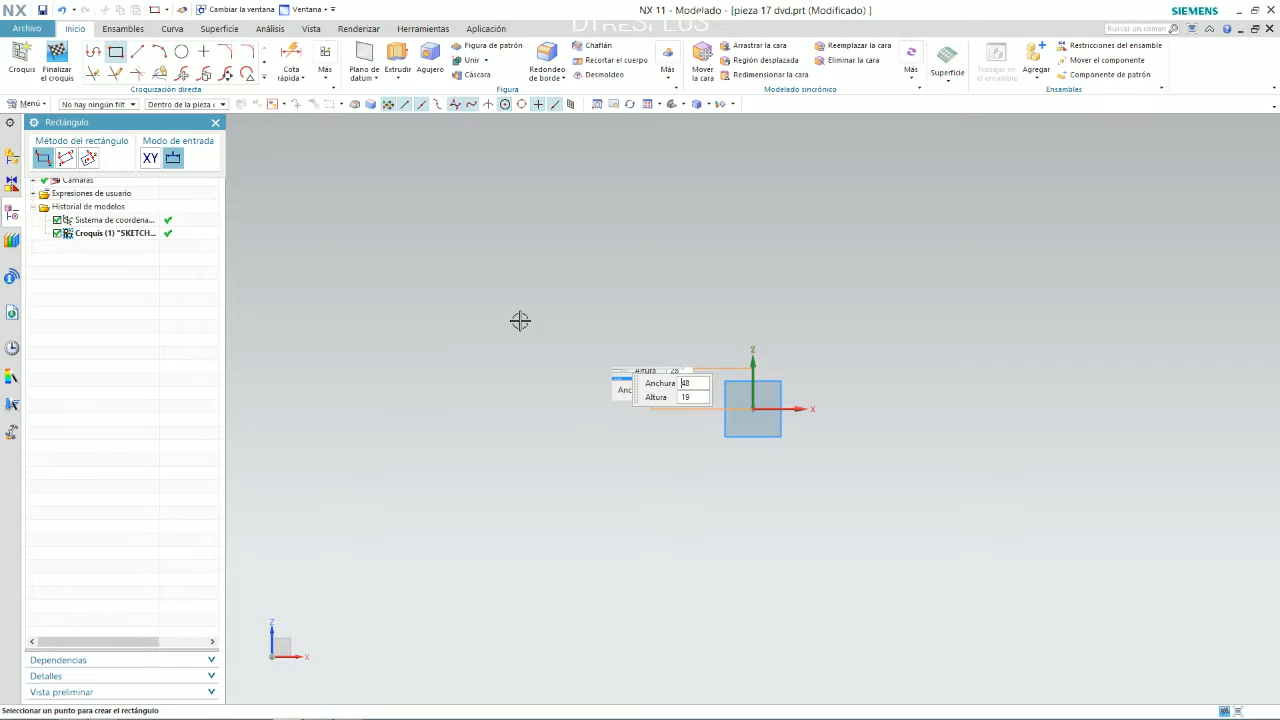 NX
Cambiar la ventana
Ventana
DTRESPLUS
NX 11 - Modelado - [pieza 17 dvd.prt (Modificado) ]
SIEMENS
Archivo
Inicio
Ensambles
Curva
Superficie
Análisis
Vista
Renderizar
Herramientas
Aplicación
Buscar un comando
Croquis
Finalizar el croquis
Cota rápida
Más
Croquización directa
Plano de datum
Extrudir
Agujero
Figura de patrón
Unir
Cáscara
Redondeo de borde
Chaflán
Recortar el cuerpo
Desmoldeo
Más
Figura
Mover la cara
Arrastrar la cara
Región desplazada
Redimensionar la cara
Reemplazar la cara
Eliminar la cara
Más
Modelado sincrónico
Superficie
Trabajar en el ensamble
Agregar
Restricciones del ensamble
Mover el componente
Componente de patrón
Ensambles
Menú
No hay ningún filt
Dentro de la pieza c
Rectángulo
Método del rectángulo
Modo de entrada
XY
Cámaras
Expresiones de usuario
Historial de modelos
Sistema de coordena...
Croquis (1) "SKETCH...
Altura 28
Anc
Anchura 48
Altura 19
Z
X
Z
X
Dependencias
Detalles
Vista preliminar
Seleccionar un punto para crear el rectángulo